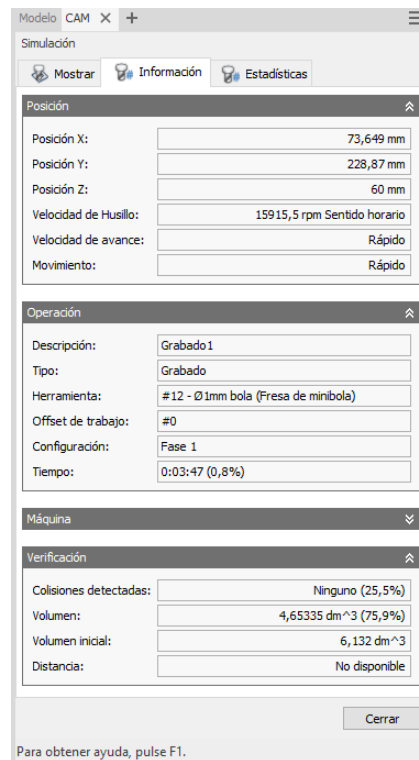 Modelo CAM
Simulación
Mostrar Información Estadísticas
Posición
Posición X: 73,649 mm
Posición Y: 228,87 mm
Posición Z: 60 mm
Velocidad de Husillo: 15915,5 rpm Sentido horario
Velocidad de avance: Rápido
Movimiento: Rápido
Operación
Descripción: Grabado1
Tipo: Grabado
Herramienta: #12 - Ø1mm bola (Fresa de minibola)
Offset de trabajo: #0
Configuración: Fase 1
Tiempo: 0:03:47 (0,8%)
Máquina
Verificación
Colisiones detectadas: Ninguno (25,5%)
Volumen: 4,65335 dm^3 (75,9%)
Volumen inicial: 6,132 dm^3
Distancia: No disponible
Cerrar
Para obtener ayuda, pulse F1.